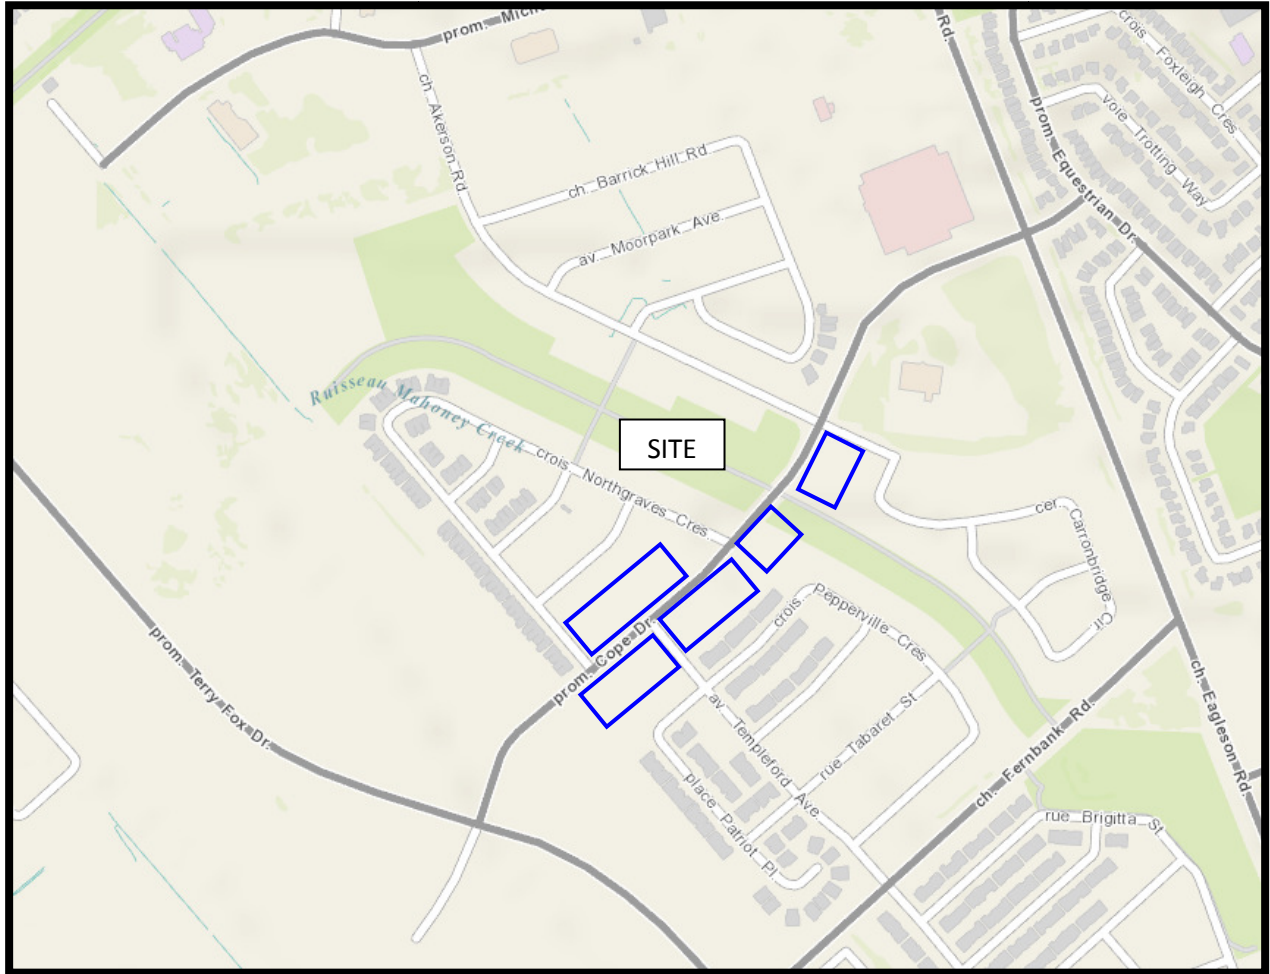 prom. Mich
Rd.
crois Foxleigh Cres
ch Akerson Rd
voie Trotting Way
prom. Equestrian Dr.
ch. Barrick Hill Rd
av Moorpark Ave
Ruisseau Mahoney Creek
SITE
crois Northgraves Cres.
cer Carronbridge Cir
crois. Pepperville Cres
prom. Cope Dr.
prom. Terry Fox Dr.
av Templeford Ave.
rue Tabaret St
ch. Eagleson Rd.
ch. Fernbank Rd.
place Patriot Pl
rue Brigitta St